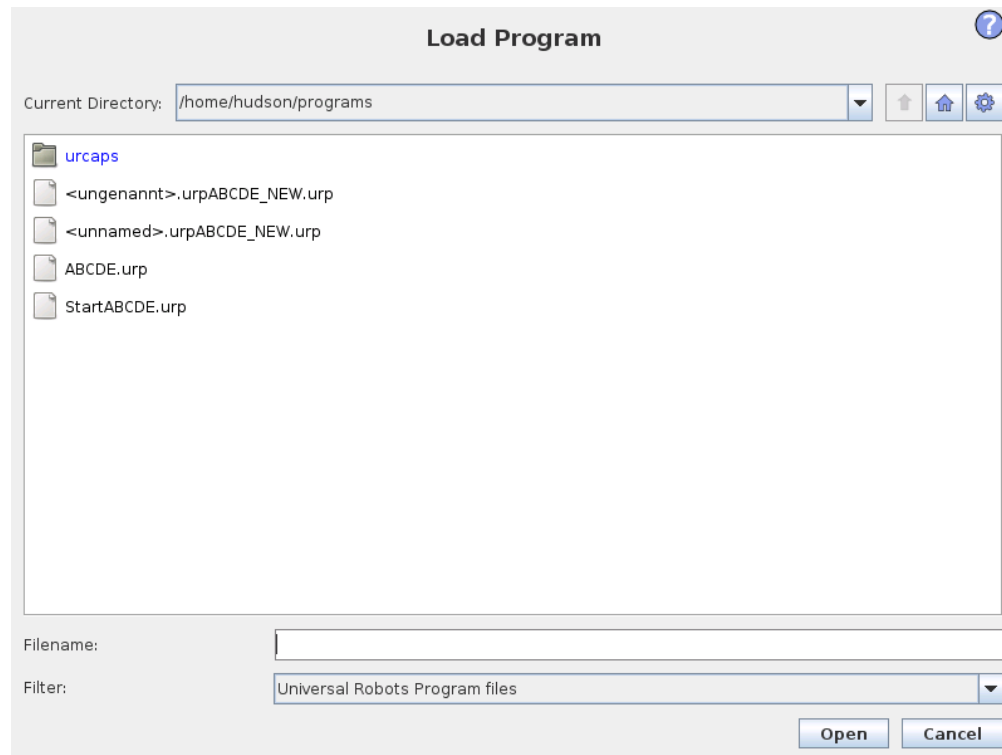 Load Program
?
Current Directory: /home/hudson/programs
urcaps
<ungenannt>.urpABCDE_NEW.urp
<unnamed>.urpABCDE_NEW.urp
ABCDE.urp
StartABCDE.urp
Filename:
Filter: Universal Robots Program files
Open Cancel